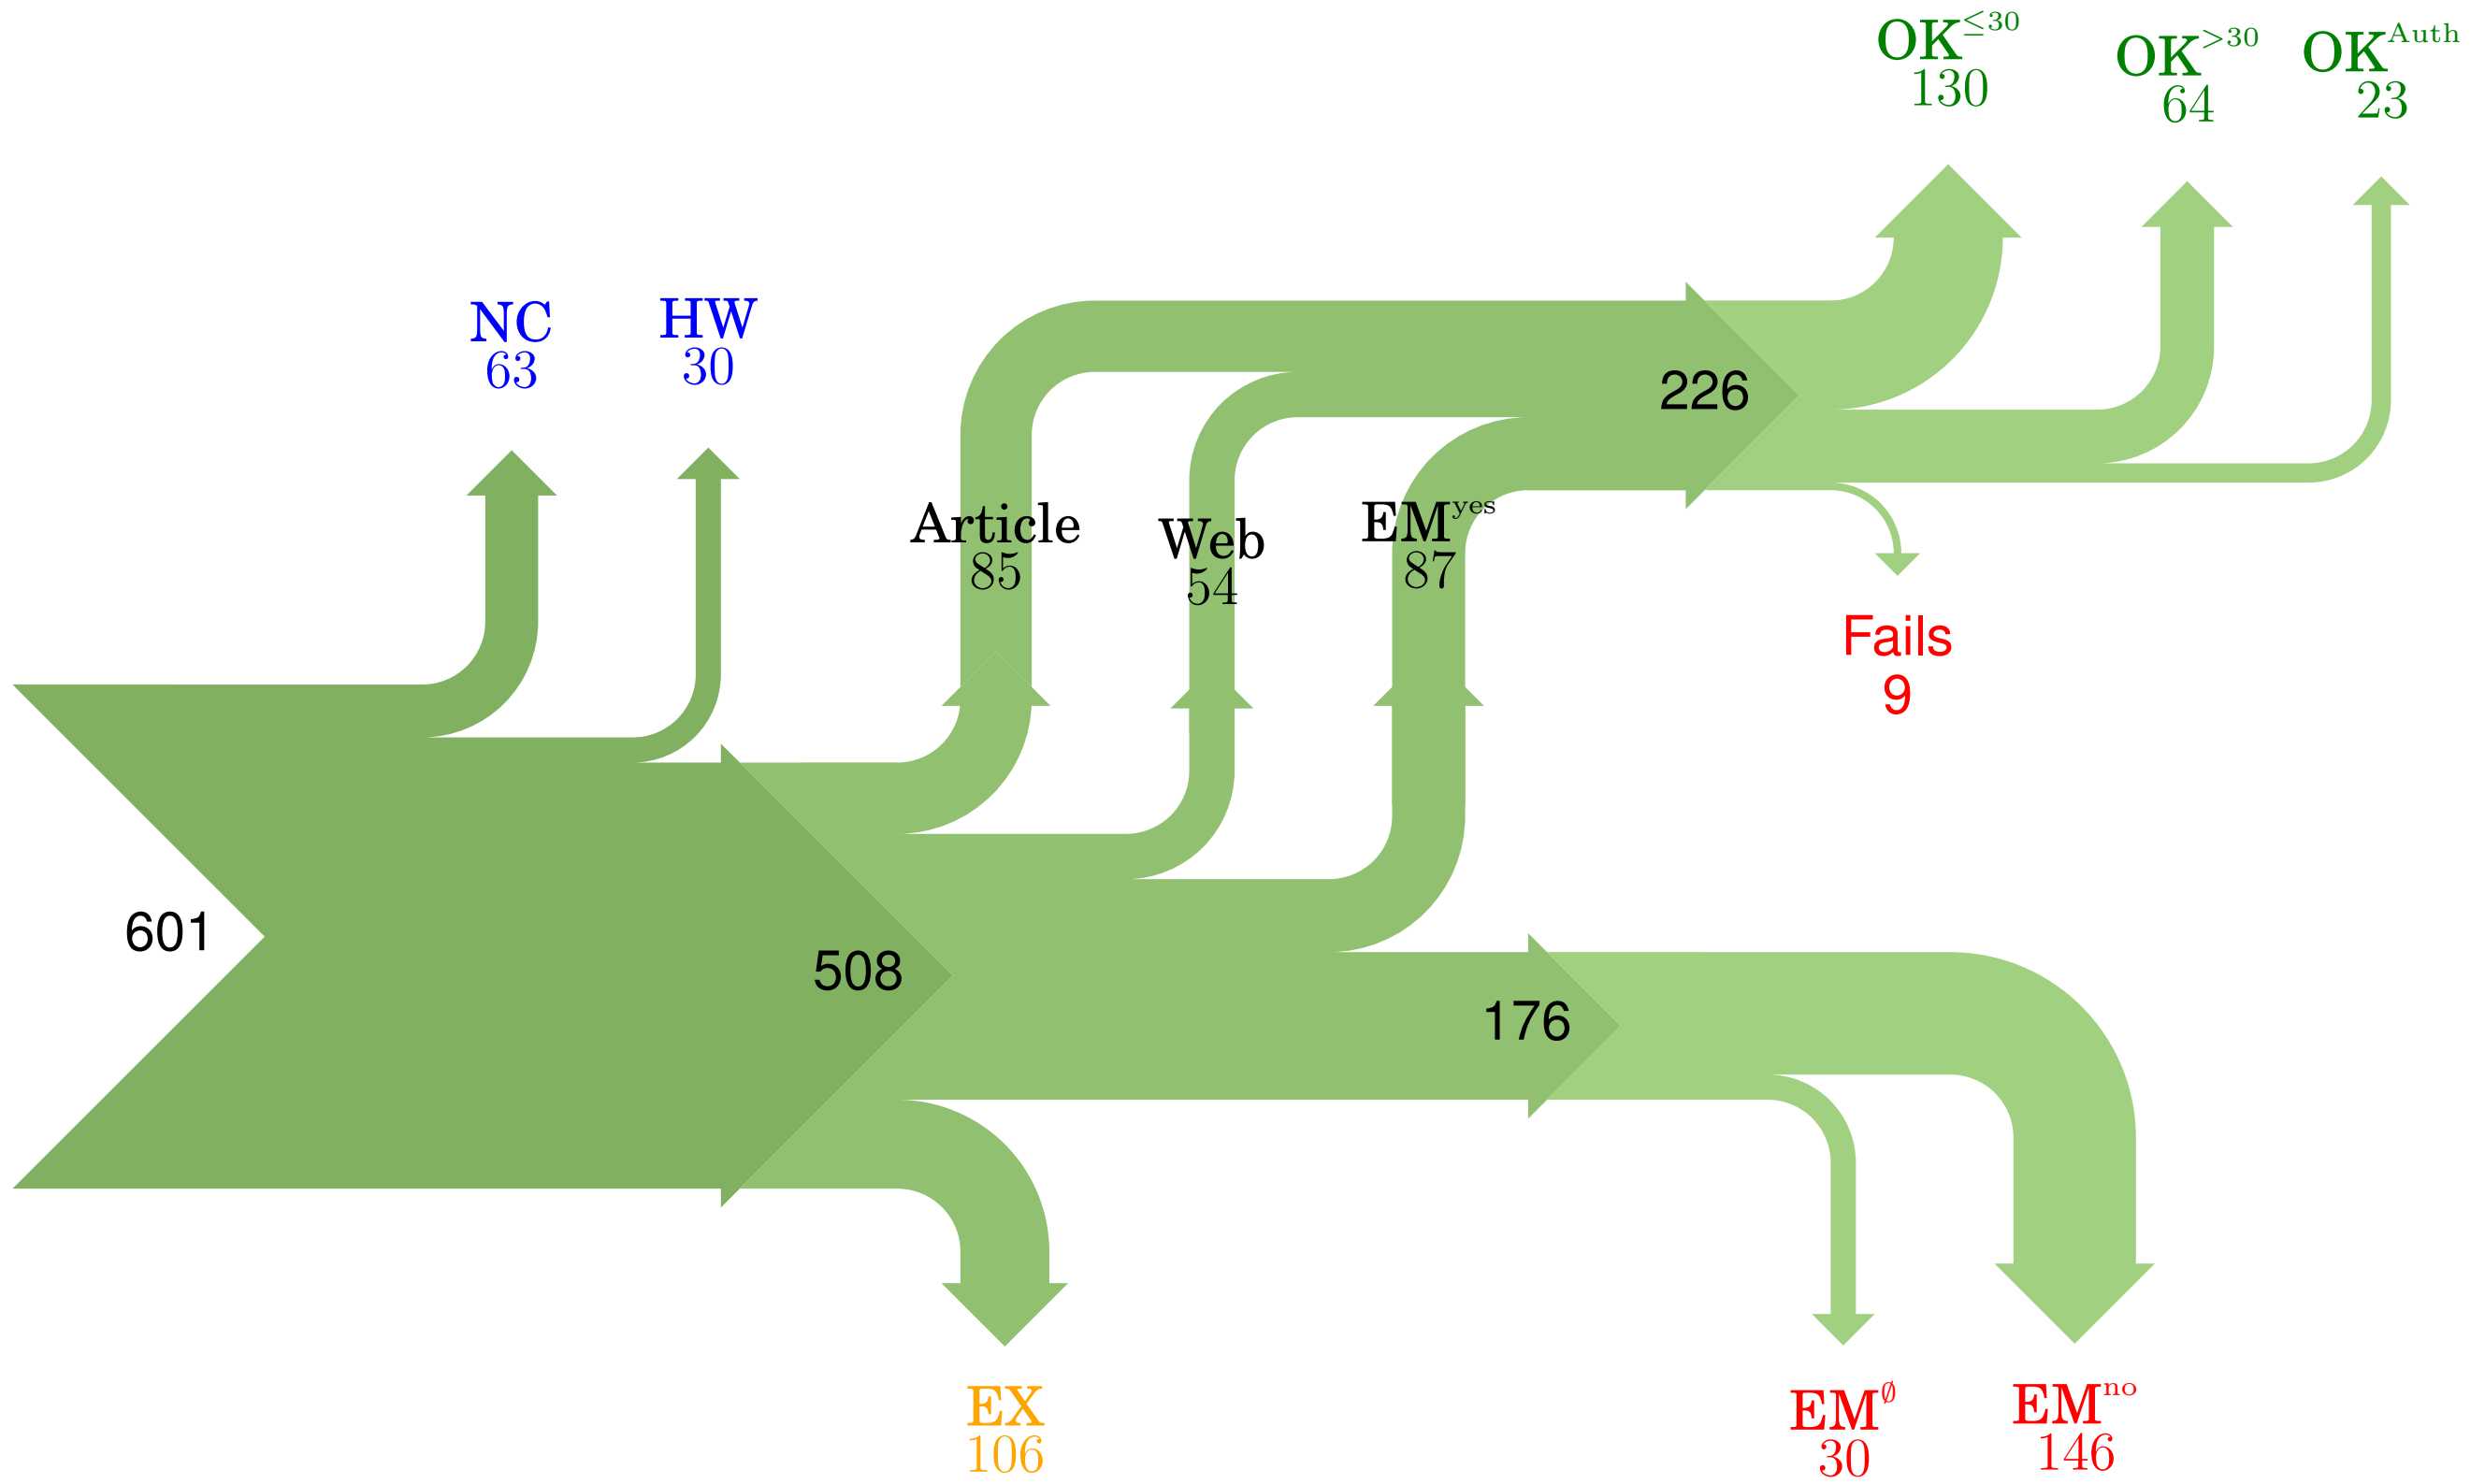 OK≤30
130
OK>30
64
OKAuth
23
NC
63
HW
30
226
Article
85
Web
54
EMyes
87
Fails
9
601
508
176
EX
106
EM∅
30
EMno
146